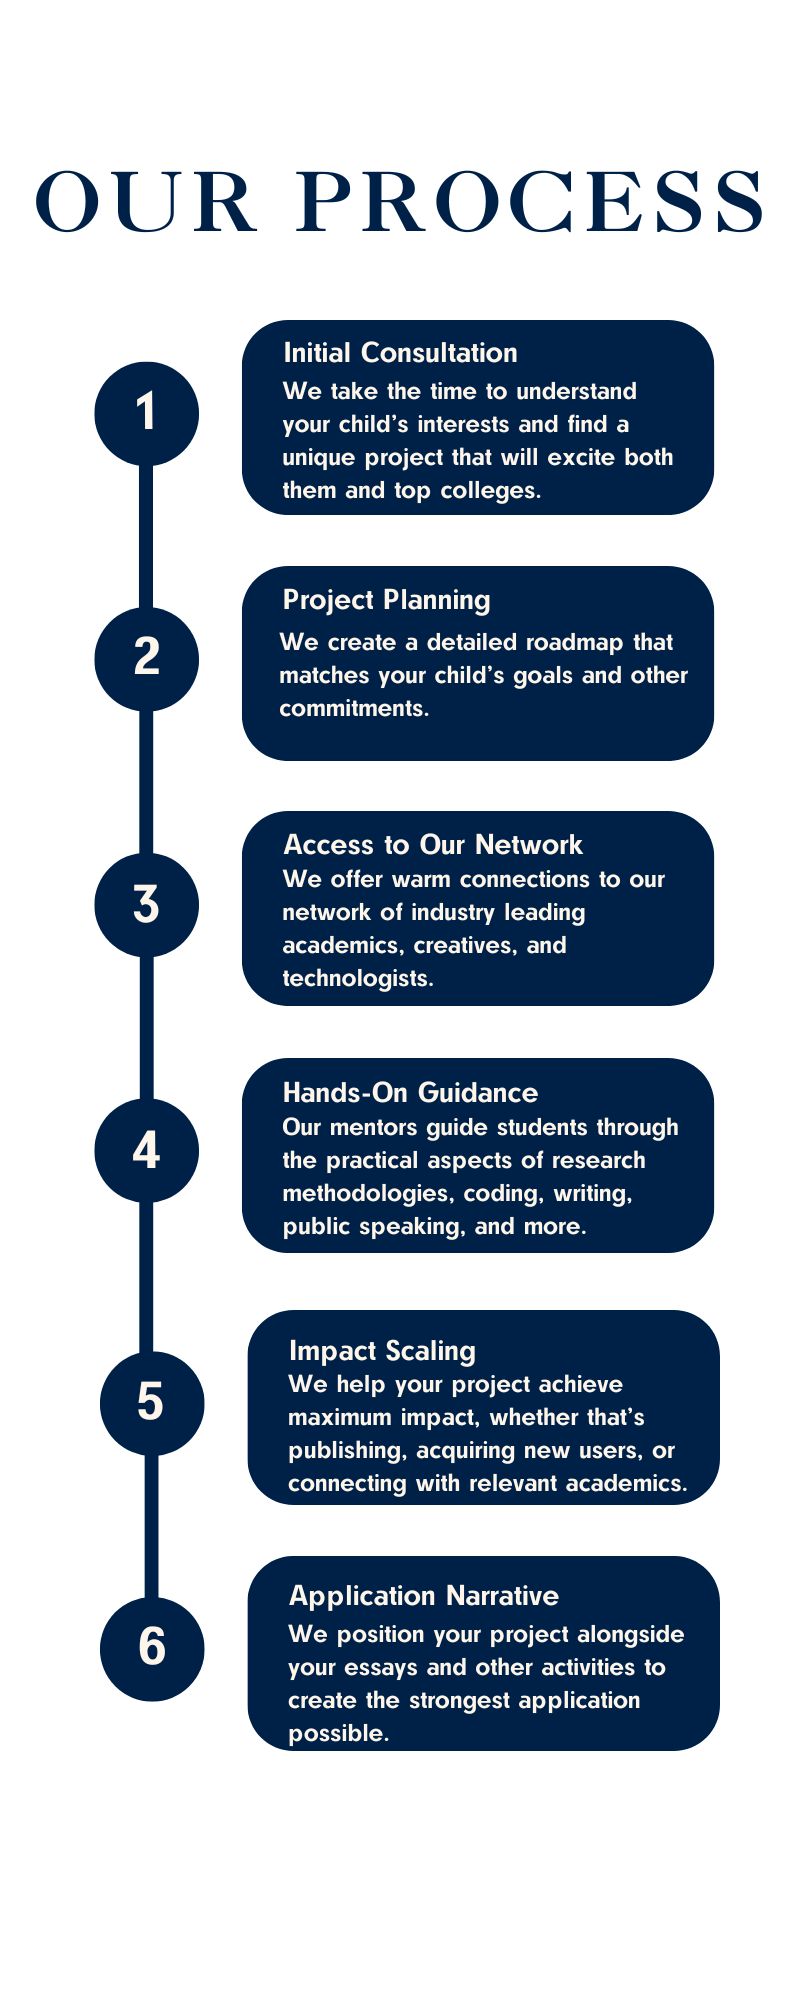 OUR PROCESS
1
Initial Consultation
We take the time to understand
your child's interests and find a
unique project that will excite both
them and top colleges.
2
Project Planning
We create a detailed roadmap that
matches your child's goals and other
commitments.
3
Access to Our Network
We offer warm connections to our
network of industry leading
academics, creatives, and
technologists.
4
Hands-On Guidance
Our mentors guide students through
the practical aspects of research
methodologies, coding, writing,
public speaking, and more.
5
Impact Scaling
We help your project achieve
maximum impact, whether that's
publishing, acquiring new users, or
connecting with relevant academics.
6
Application Narrative
We position your project alongside
your essays and other activities to
create the strongest application
possible.